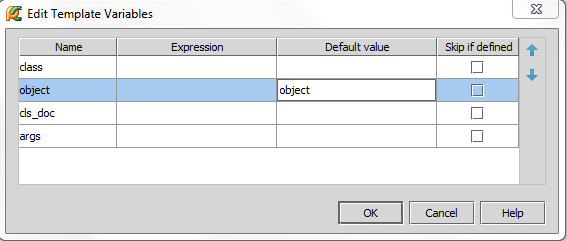 Edit Template Variables
Name Expression Default value Skip if defined
class
object object
cls_doc
args
OK Cancel Help